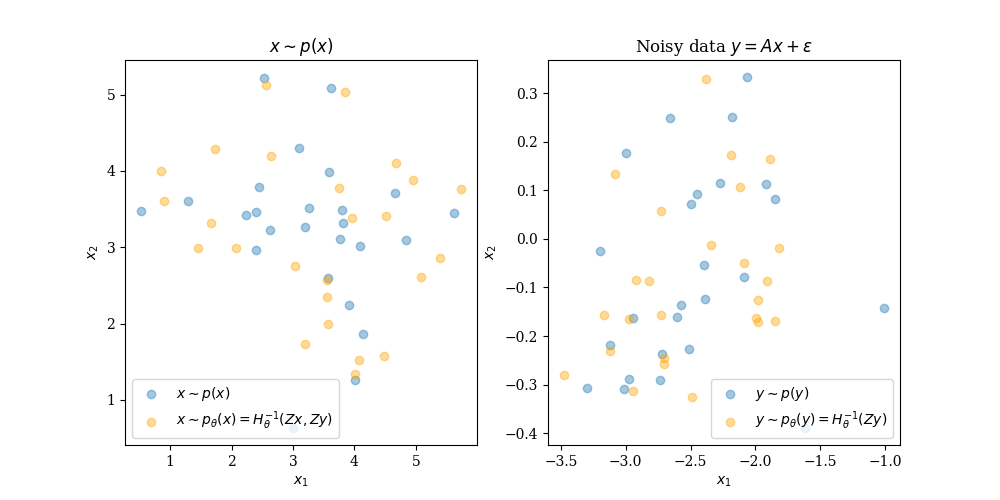 x ~ p(x)
Noisy data y = Ax + ε
x₂
5
4
3
2
1
1
2
3
4
5
x₁
x ~ p(x)
x ~ p_θ(x) = H_θ^{-1}(Zx, Zy)
x₂
0.3
0.2
0.1
0.0
−0.1
−0.2
−0.3
−0.4
−3.5
−3.0
−2.5
−2.0
−1.5
−1.0
x₁
y ~ p(y)
y ~ p_θ(y) = H_θ^{-1}(Zy)